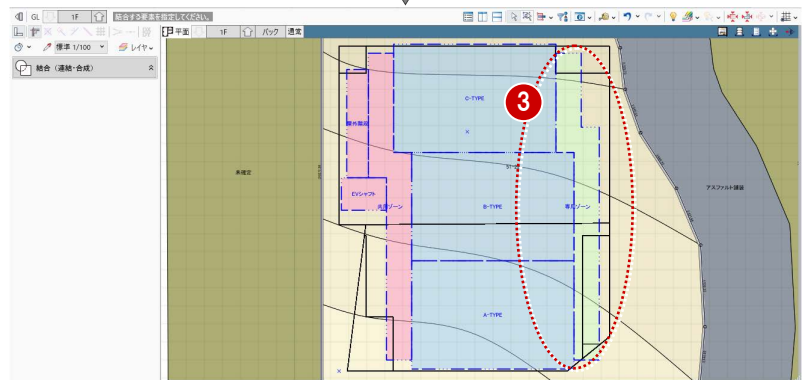 GL 1F 結合する要素を指定してください。
平面 1F バック 通常
標準 1/100 レイヤ
結合（連結・合成）
C-TYPE
3
屋外階段
未確定
EVシャフト
共用ゾーン
B-TYPE
専用ゾーン
アスファルト舗装
A-TYPE